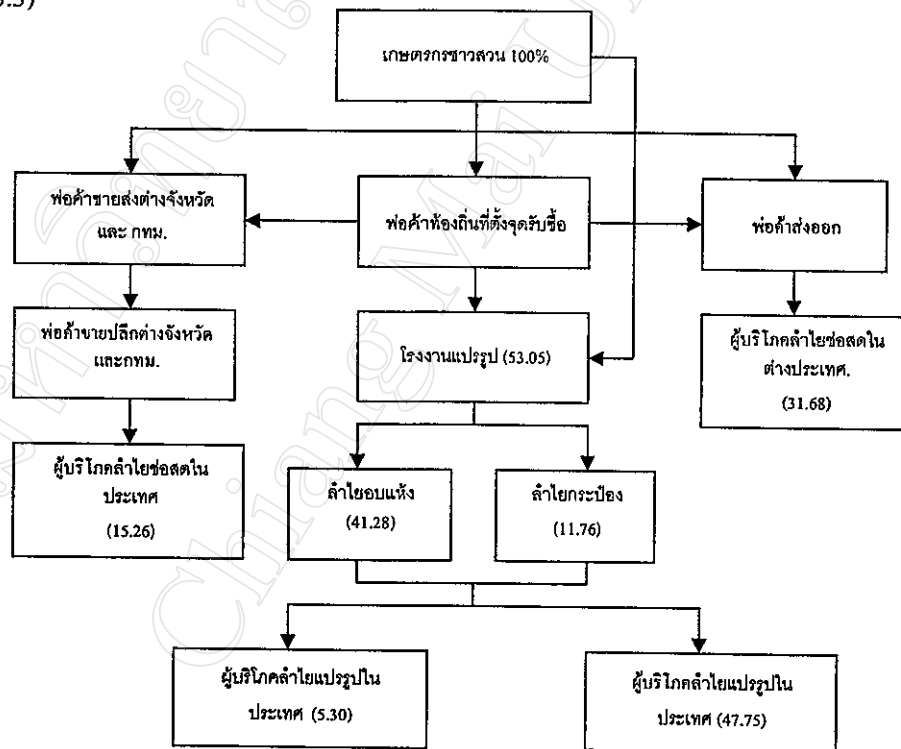 เกษตรกรชาวสวน 100%
พ่อค้าขายส่งต่างจังหวัด
และ กทม.
พ่อค้าท้องถิ่นที่ตั้งจุดรับซื้อ
พ่อค้าส่งออก
พ่อค้าขายปลีกต่างจังหวัด
และกทม.
โรงงานแปรรูป (53.05)
ผู้บริโภคลำไยช่อสดใน
ต่างประเทศ.
(31.68)
ผู้บริโภคลำไยช่อสดใน
ประเทศ
(15.26)
ลำไยอบแห้ง
(41.28)
ลำไยกระป๋อง
(11.76)
ผู้บริโภคลำไยแปรรูปใน
ประเทศ (5.30)
ผู้บริโภคลำไยแปรรูปใน
ประเทศ (47.75)
Chiang Mai U